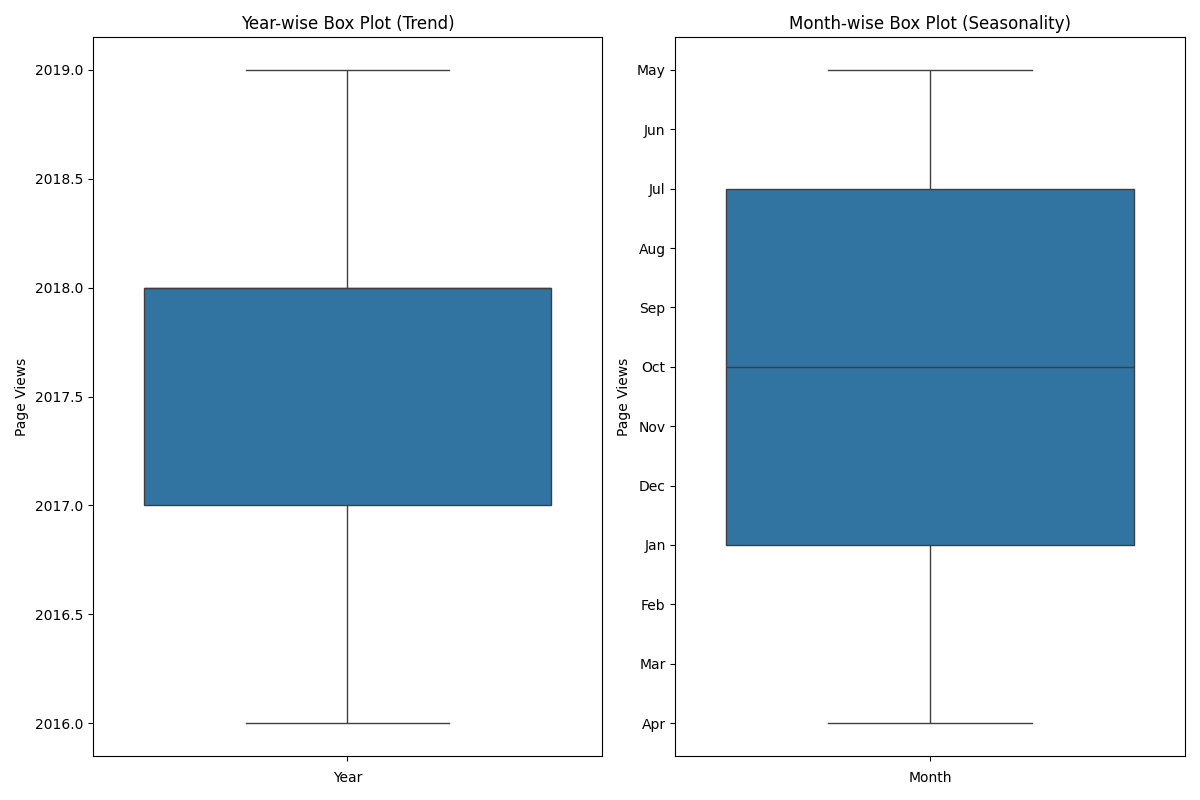 Year-wise Box Plot (Trend)
2019.0
2018.5
2018.0
2017.5
2017.0
2016.5
2016.0
Page Views
Year
Month-wise Box Plot (Seasonality)
May
Jun
Jul
Aug
Sep
Oct
Nov
Dec
Jan
Feb
Mar
Apr
Page Views
Month